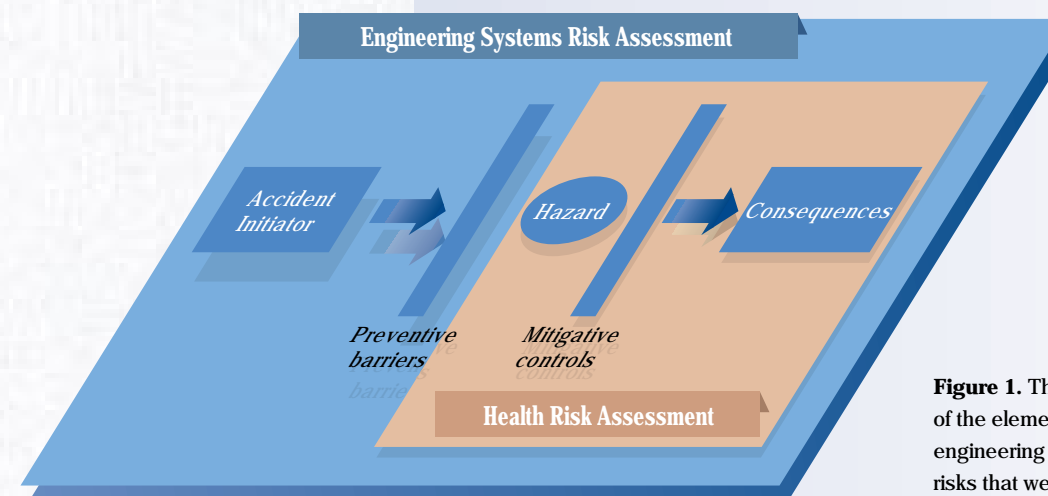 Engineering Systems Risk Assessment
Accident
Initiator
Hazard
Consequences
Preventive
barriers
Mitigative
controls
Health Risk Assessment
Figure 1. Th
of the eleme
engineering
risks that we